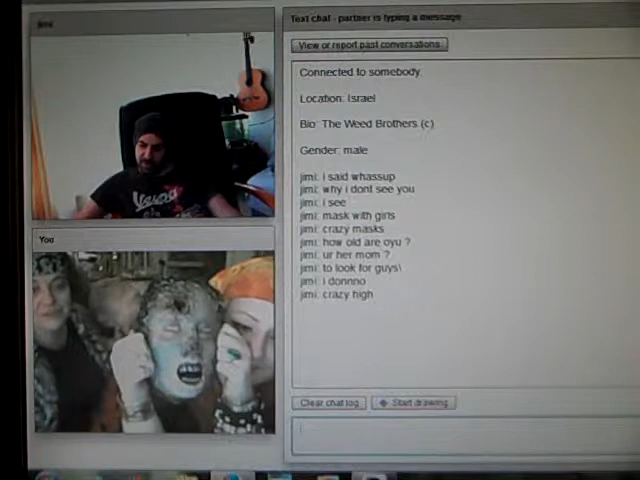 jimi
Text chat - partner is typing a message
View or report past conversations
Connected to somebody.
Location: Israel
Bio: The Weed Brothers (c)
Gender: male
Vespa
jimi: i said whassup
jimi: why i dont see you
jimi: i see
jimi: mask with girls
jimi: crazy masks
jimi: how old are oyu ?
jimi: ur her mom ?
jimi: to look for guys\
jimi: i donnno
jimi: crazy high
You
Clear chat log
Start drawing